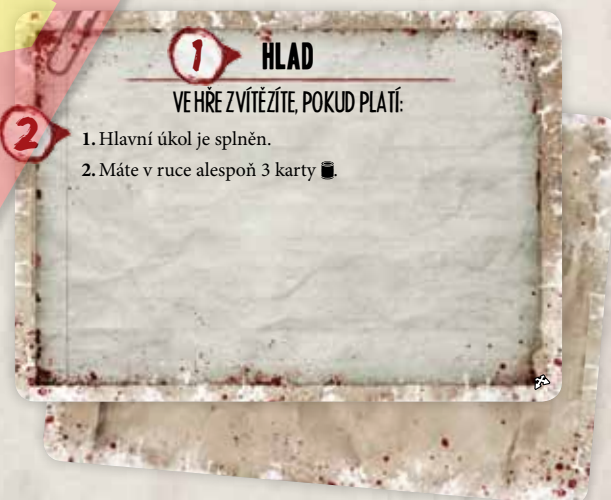 1 HLAD
VE HŘE ZVÍTĚZÍTE, POKUD PLATÍ:
2
1. Hlavní úkol je splněn.
2. Máte v ruce alespoň 3 karty .